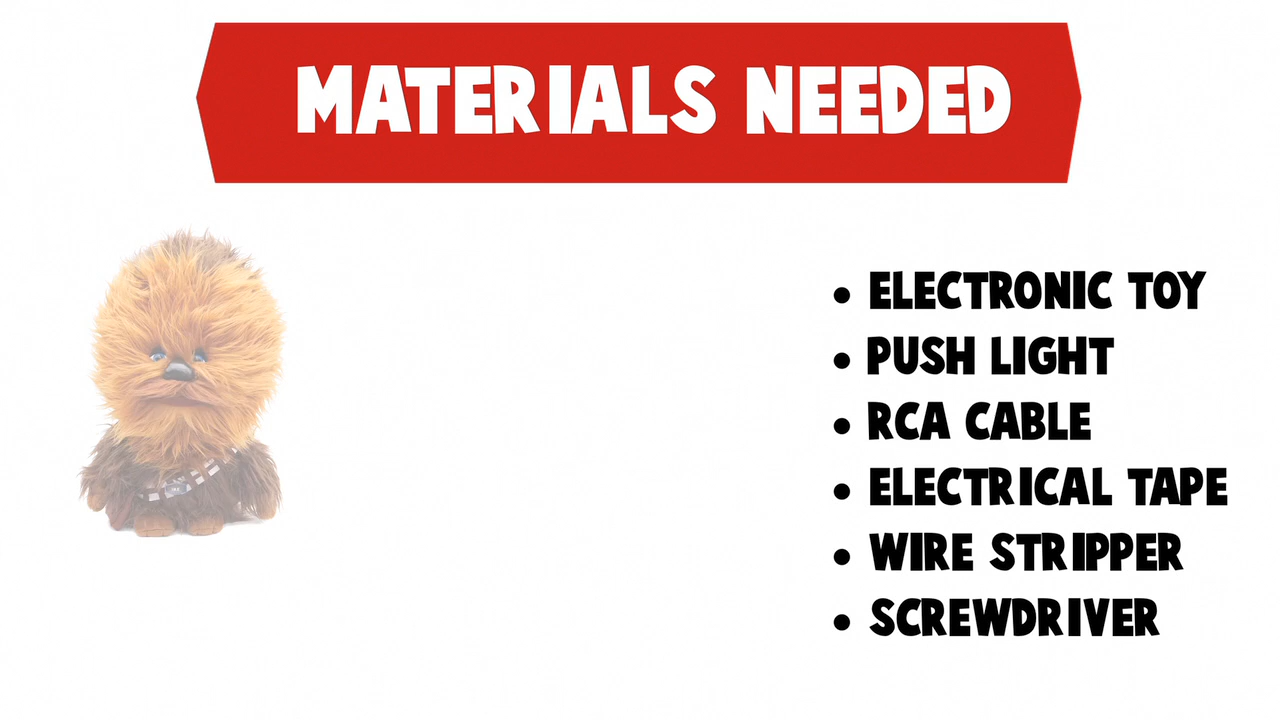 MATERIALS NEEDED
• ELECTRONIC TOY
• PUSH LIGHT
• RCA CABLE
• ELECTRICAL TAPE
• WIRE STRIPPER
• SCREWDRIVER